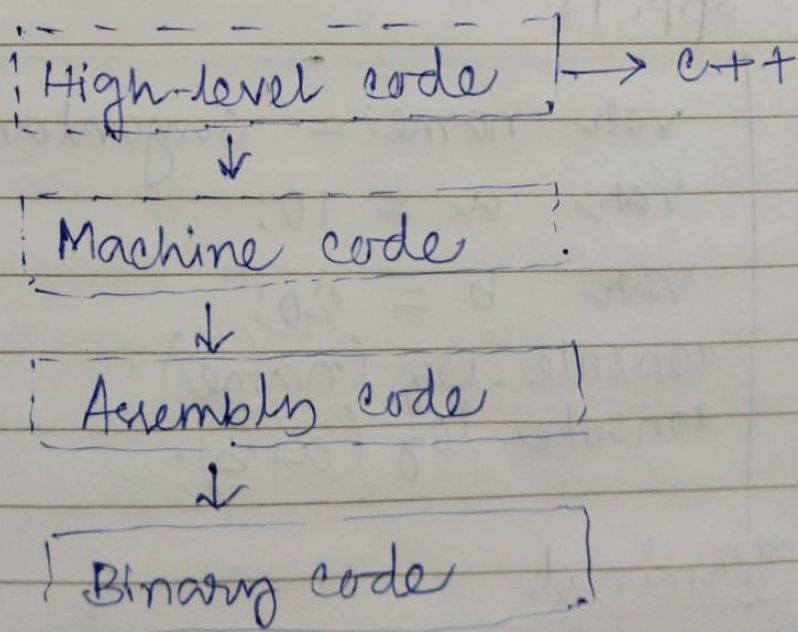 High-level code → C++
↓
Machine code
↓
Assembly code
↓
Binary code